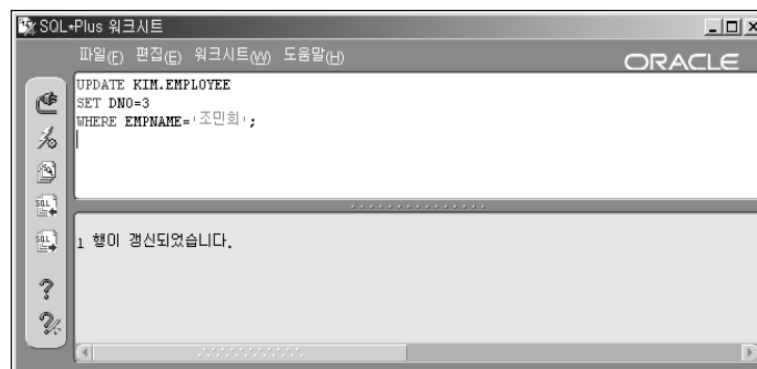 SQL*Plus 워크시트
파일(F) 편집(E) 워크시트(W) 도움말(H)
ORACLE
UPDATE KIM.EMPLOYEE
SET DNO=3
WHERE EMPNAME='조민희';
1 행이 갱신되었습니다.